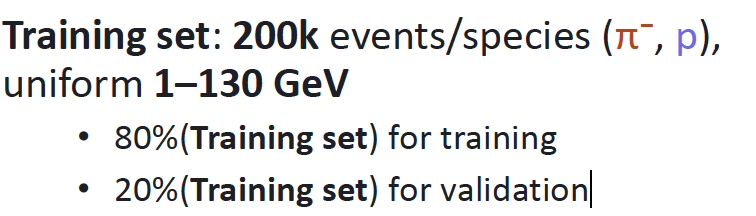 Training set: 200k events/species (π⁻, p),
uniform 1–130 GeV
• 80%(Training set) for training
• 20%(Training set) for validation